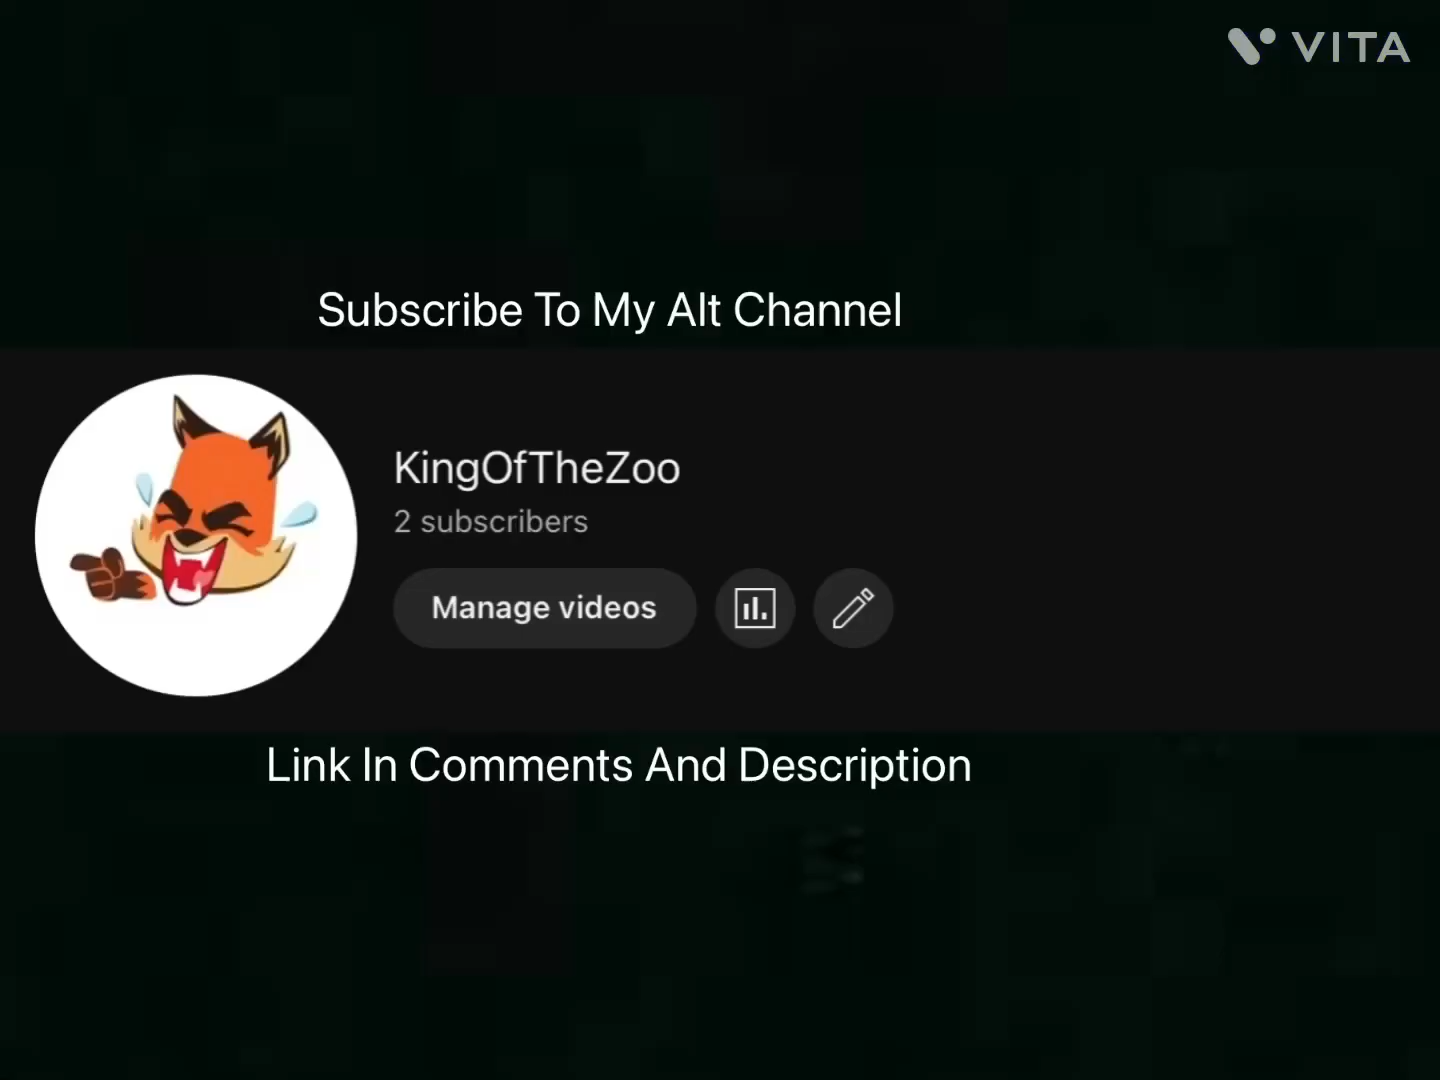 VITA
Subscribe To My Alt Channel
KingOfTheZoo
2 subscribers
Manage videos
Link In Comments And Description